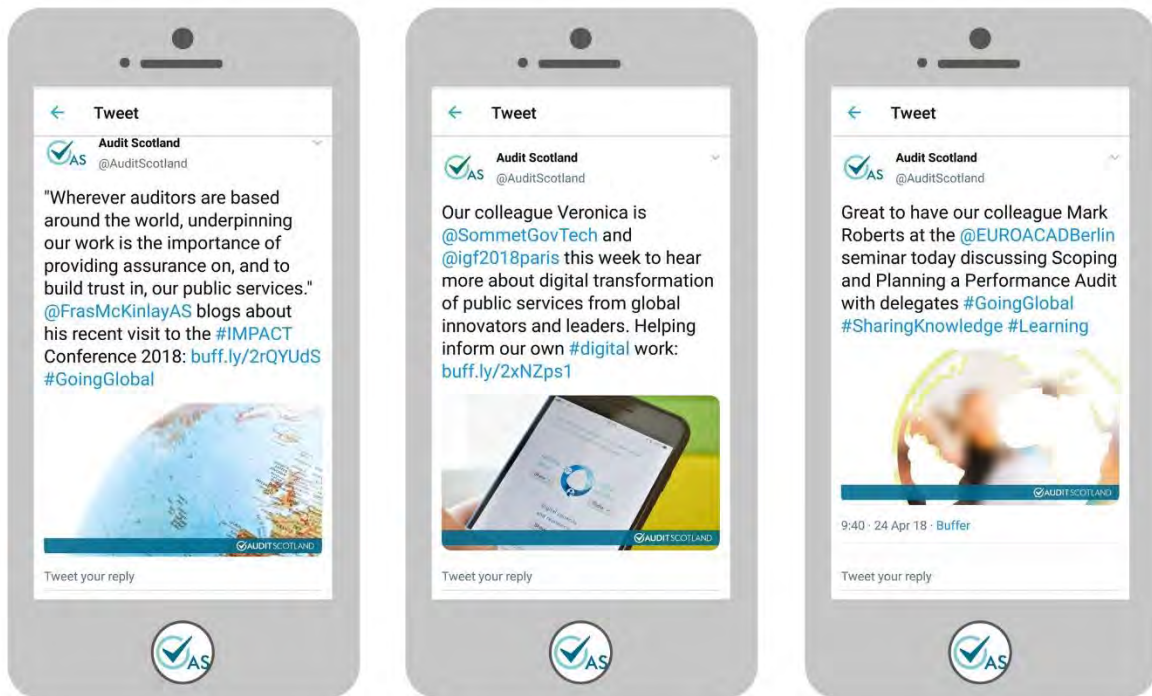 Tweet
Audit Scotland
@AuditScotland
AS
"Wherever auditors are based
around the world, underpinning
our work is the importance of
providing assurance on, and to
build trust in, our public services."
@FrasMcKinlayAS blogs about
his recent visit to the #IMPACT
Conference 2018: buff.ly/2rQYUdS
#GoingGlobal
AUDITSCOTLAND
Tweet your reply
AS
Tweet
Audit Scotland
@AuditScotland
AS
Our colleague Veronica is
@SommetGovTech and
@igf2018paris this week to hear
more about digital transformation
of public services from global
innovators and leaders. Helping
inform our own #digital work:
buff.ly/2xNZps1
AUDITSCOTLAND
Tweet your reply
AS
Tweet
Audit Scotland
@AuditScotland
AS
Great to have our colleague Mark
Roberts at the @EUROACADBerlin
seminar today discussing Scoping
and Planning a Performance Audit
with delegates #GoingGlobal
#SharingKnowledge #Learning
AUDITSCOTLAND
9:40 · 24 Apr 18 · Buffer
Tweet your reply
AS